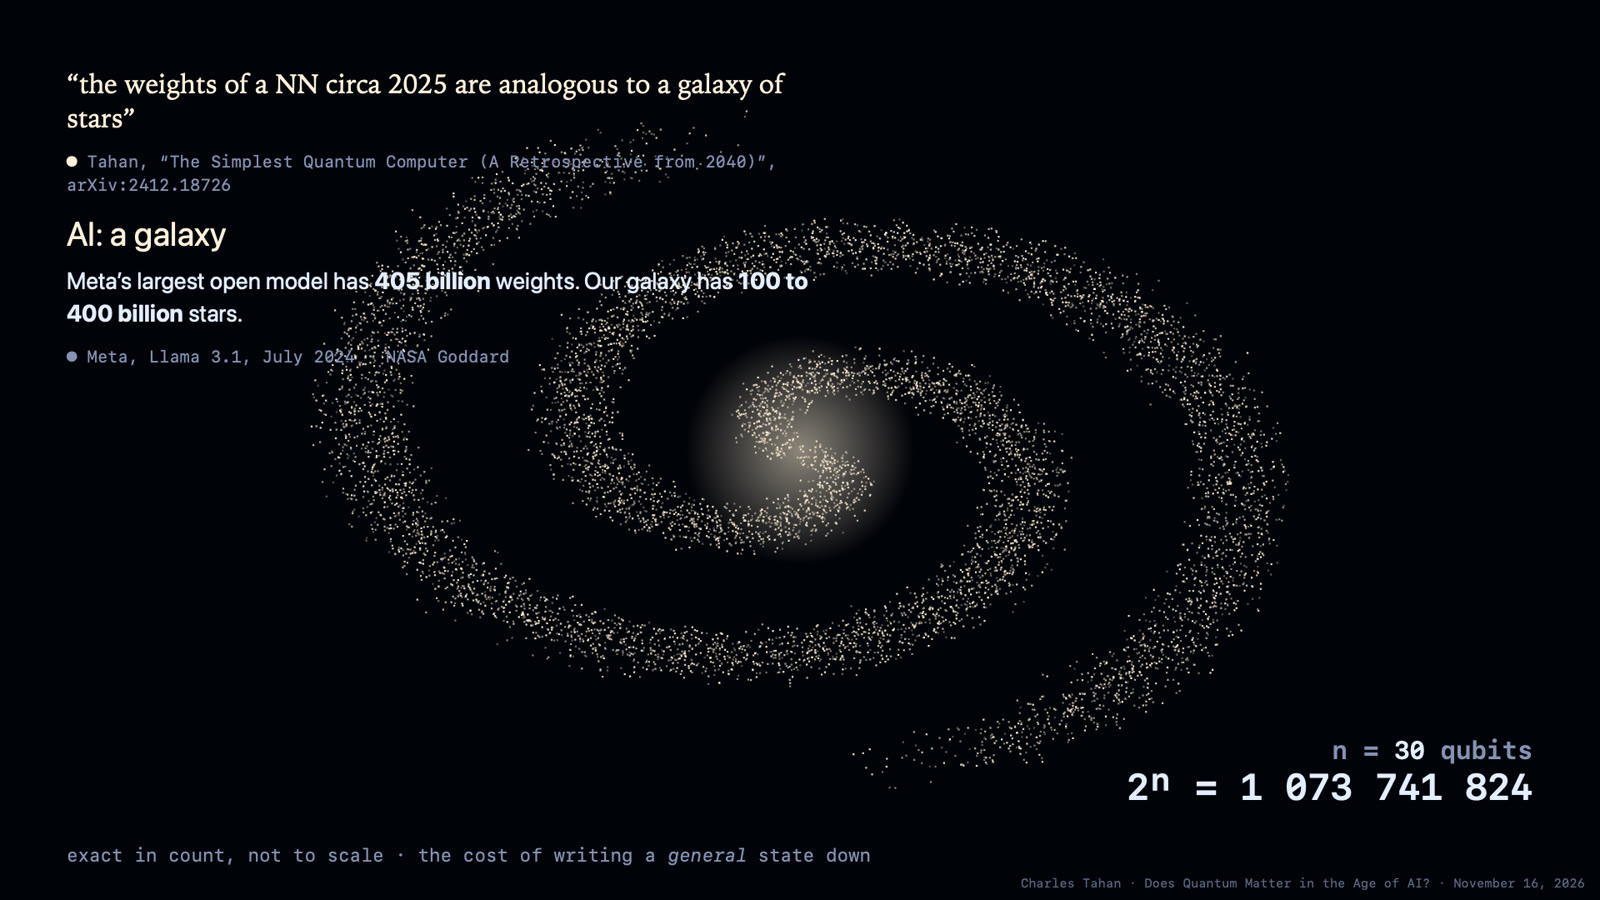 “the weights of a NN circa 2025 are analogous to a galaxy of
stars”
● Tahan, “The Simplest Quantum Computer (A Retrospective from 2040)”,
arXiv:2412.18726
AI: a galaxy
Meta’s largest open model has 405 billion weights. Our galaxy has 100 to
400 billion stars.
● Meta, Llama 3.1, July 2024 · NASA Goddard
n = 30 qubits
2ⁿ = 1 073 741 824
exact in count, not to scale · the cost of writing a general state down
Charles Tahan · Does Quantum Matter in the Age of AI? · November 16, 2026